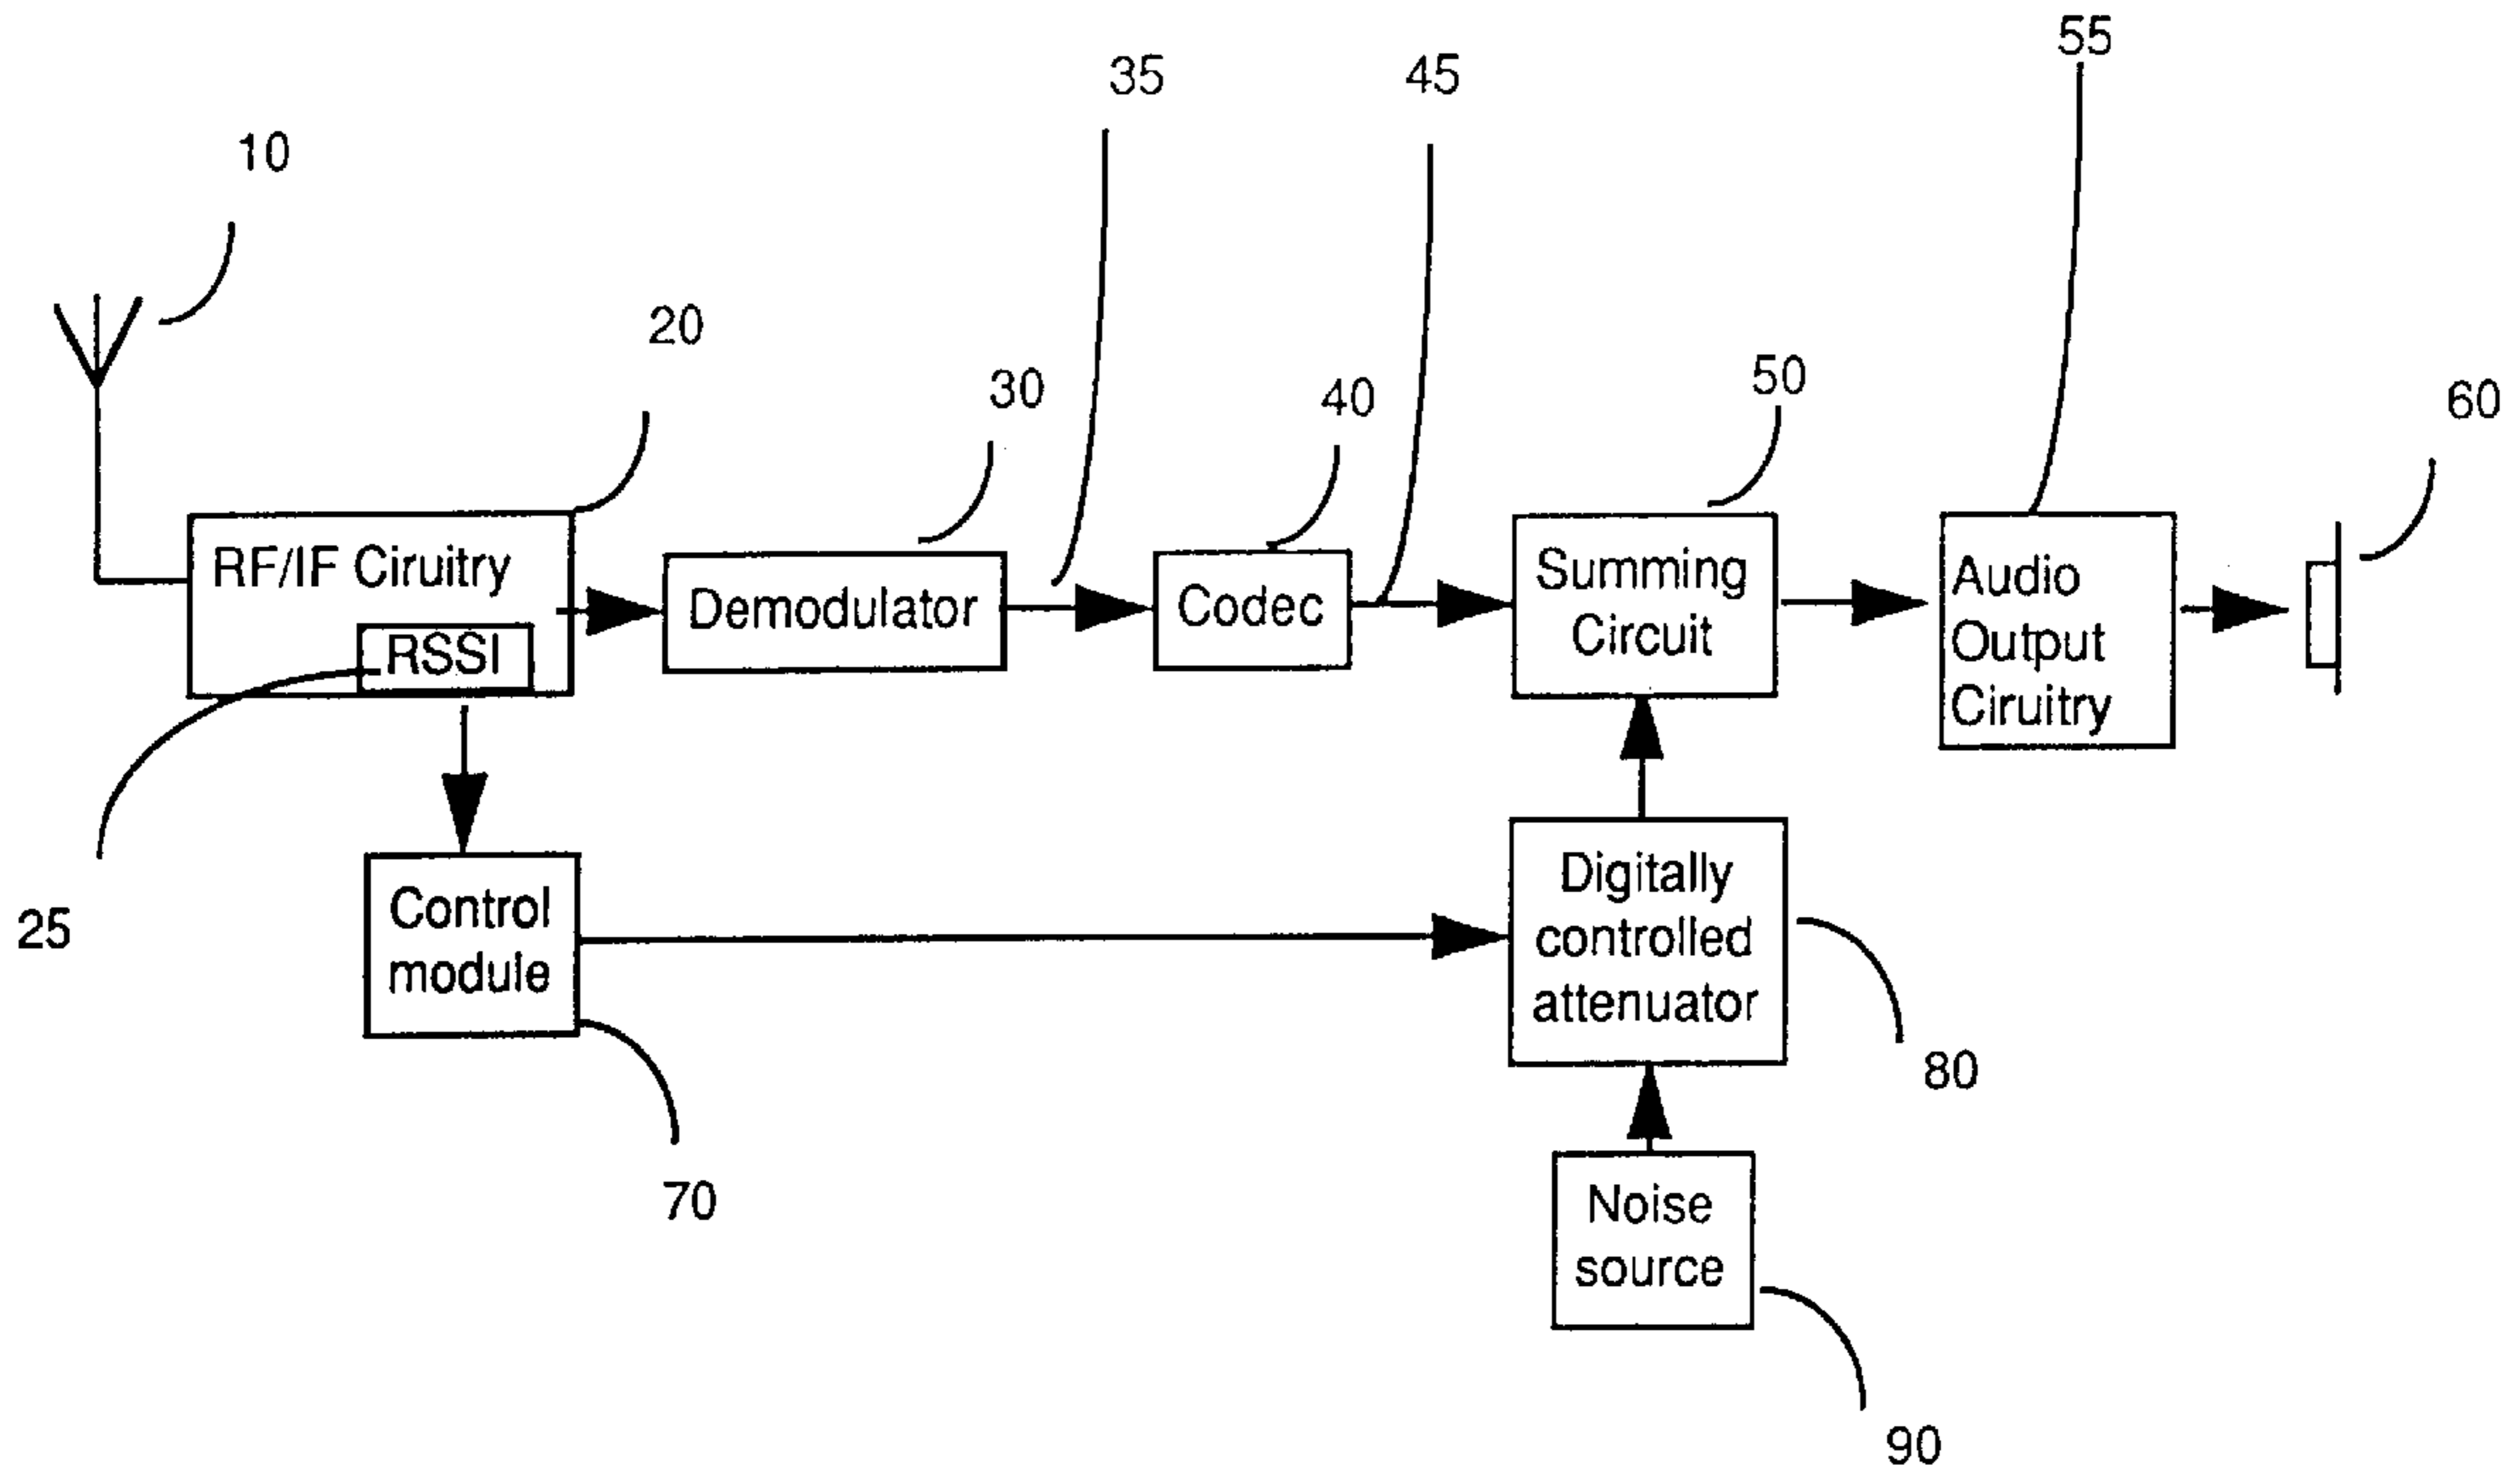 55
35
45
10
20
30
40
50
60
RF/IF Ciruitry
RSSI
Demodulator
Codec
Summing
Circuit
Audio
Output
Ciruitry
25
Control
module
70
Digitally
controlled
attenuator
80
Noise
source
90